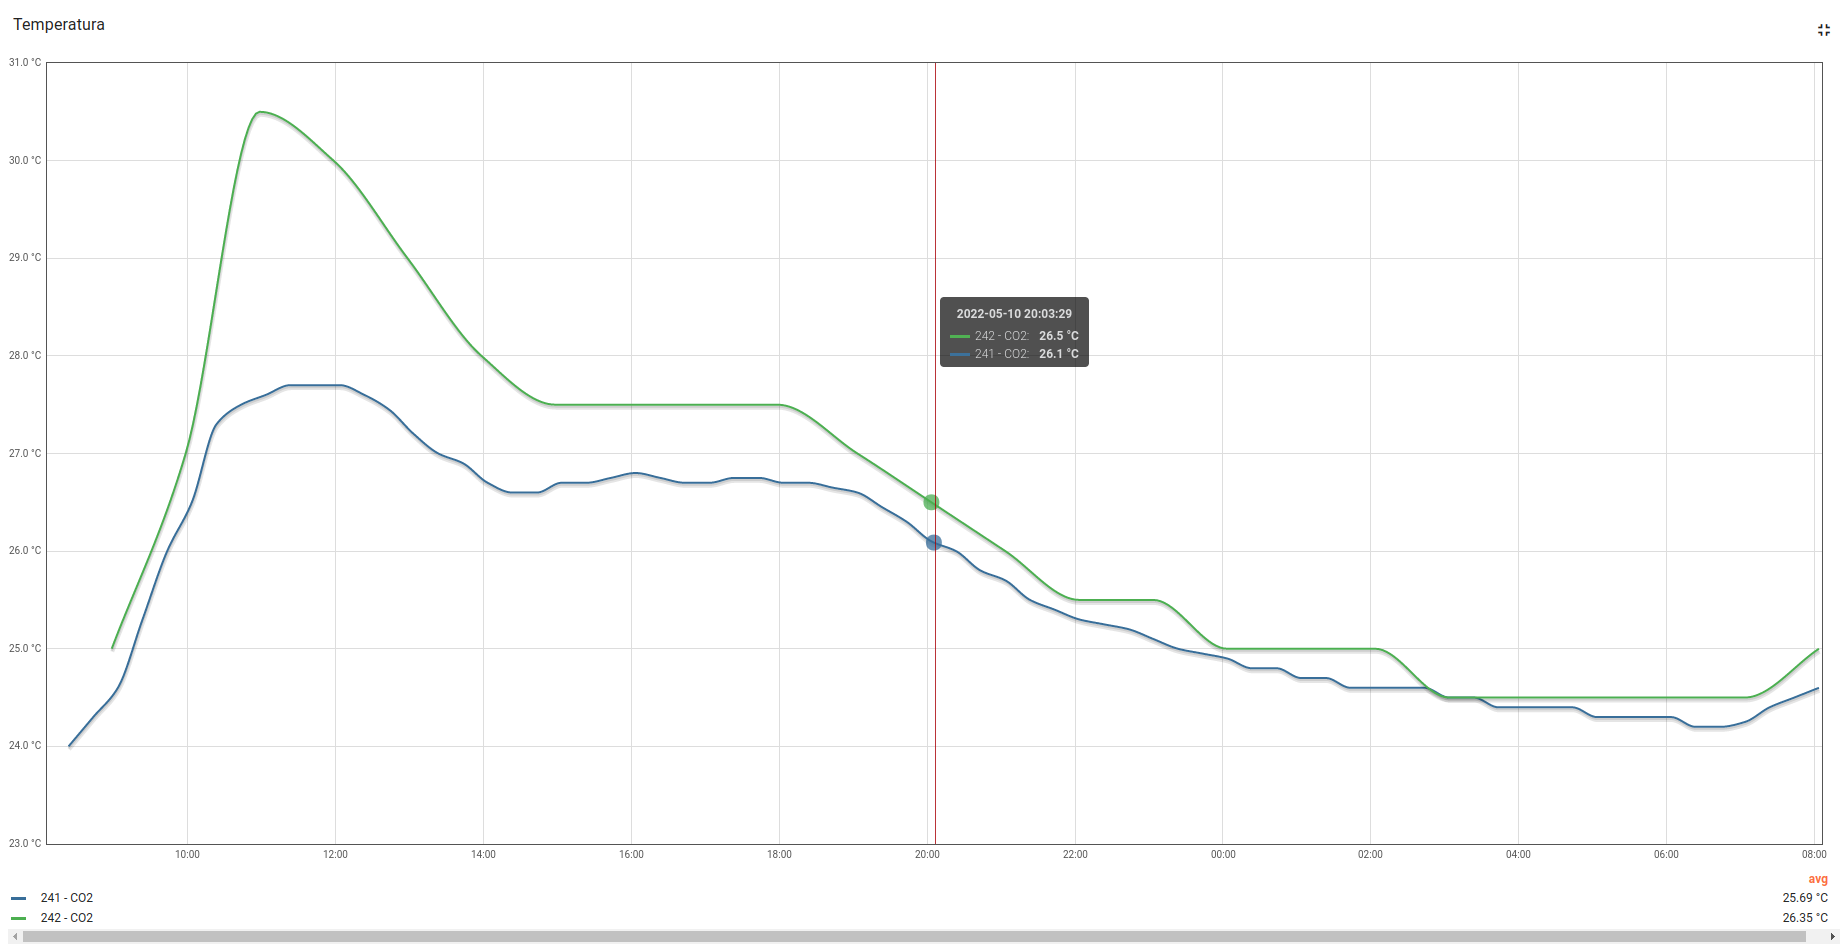 Temperatura
31.0 °C
30.0 °C
29.0 °C
28.0 °C
27.0 °C
26.0 °C
25.0 °C
24.0 °C
23.0 °C
2022-05-10 20:03:29
242 - CO2: 26.5 °C
241 - CO2: 26.1 °C
10:00 12:00 14:00 16:00 18:00 20:00 22:00 00:00 02:00 04:00 06:00 08:00
avg
241 - CO2 25.69 °C
242 - CO2 26.35 °C